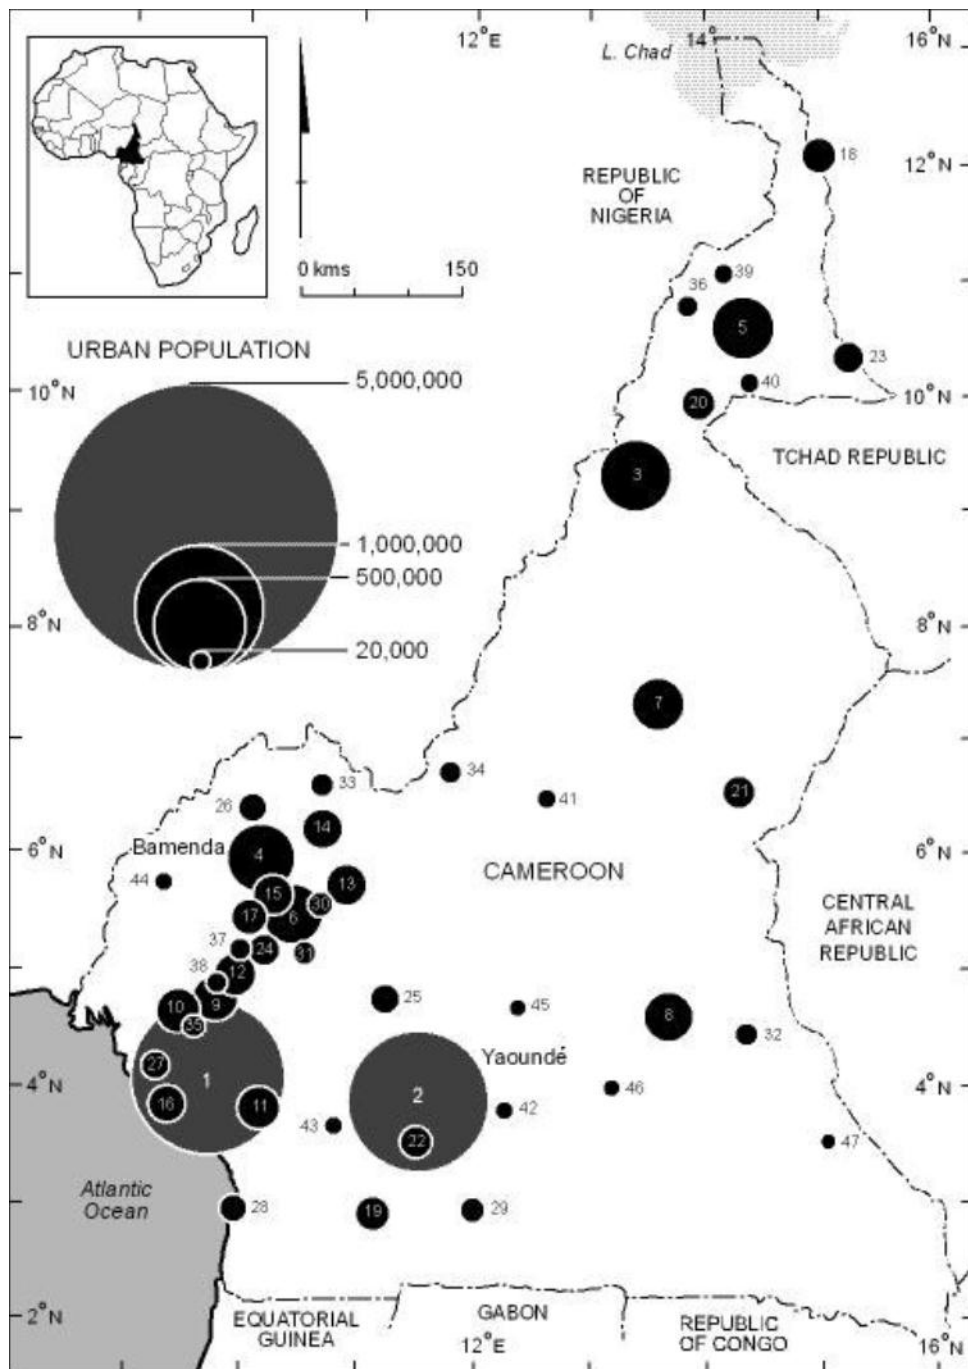 12°E
14°
16°N
L. Chad
18
12°N
REPUBLIC
OF
NIGERIA
0 kms 150
39
36
5
23
URBAN POPULATION
5,000,000
10°N
40
20
10°N
TCHAD REPUBLIC
3
1,000,000
500,000
8°N
20,000
8°N
7
34
33
41
21
26
14
6°N
Bamenda
4
6°N
CAMEROON
44
15
13
30
17
6
CENTRAL
AFRICAN
REPUBLIC
37
24
31
38
12
25
45
10
9
8
35
32
Yaoundé
27
1
2
4°N
16
11
46
4°N
42
43
22
47
Atlantic
Ocean
28
19
29
2°N
EQUATORIAL
GUINEA
GABON
REPUBLIC
OF CONGO
12°E
16°N